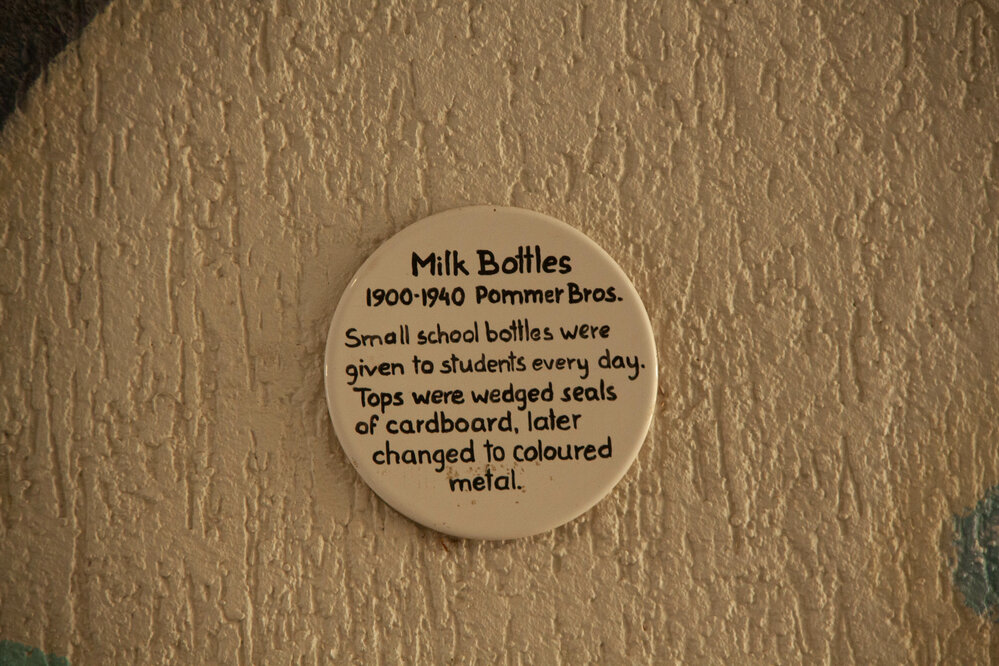 Milk Bottles
1900-1940 Pommer Bros.
Small school bottles were
given to students every day.
Tops were wedged seals
of cardboard, later
changed to coloured
metal.